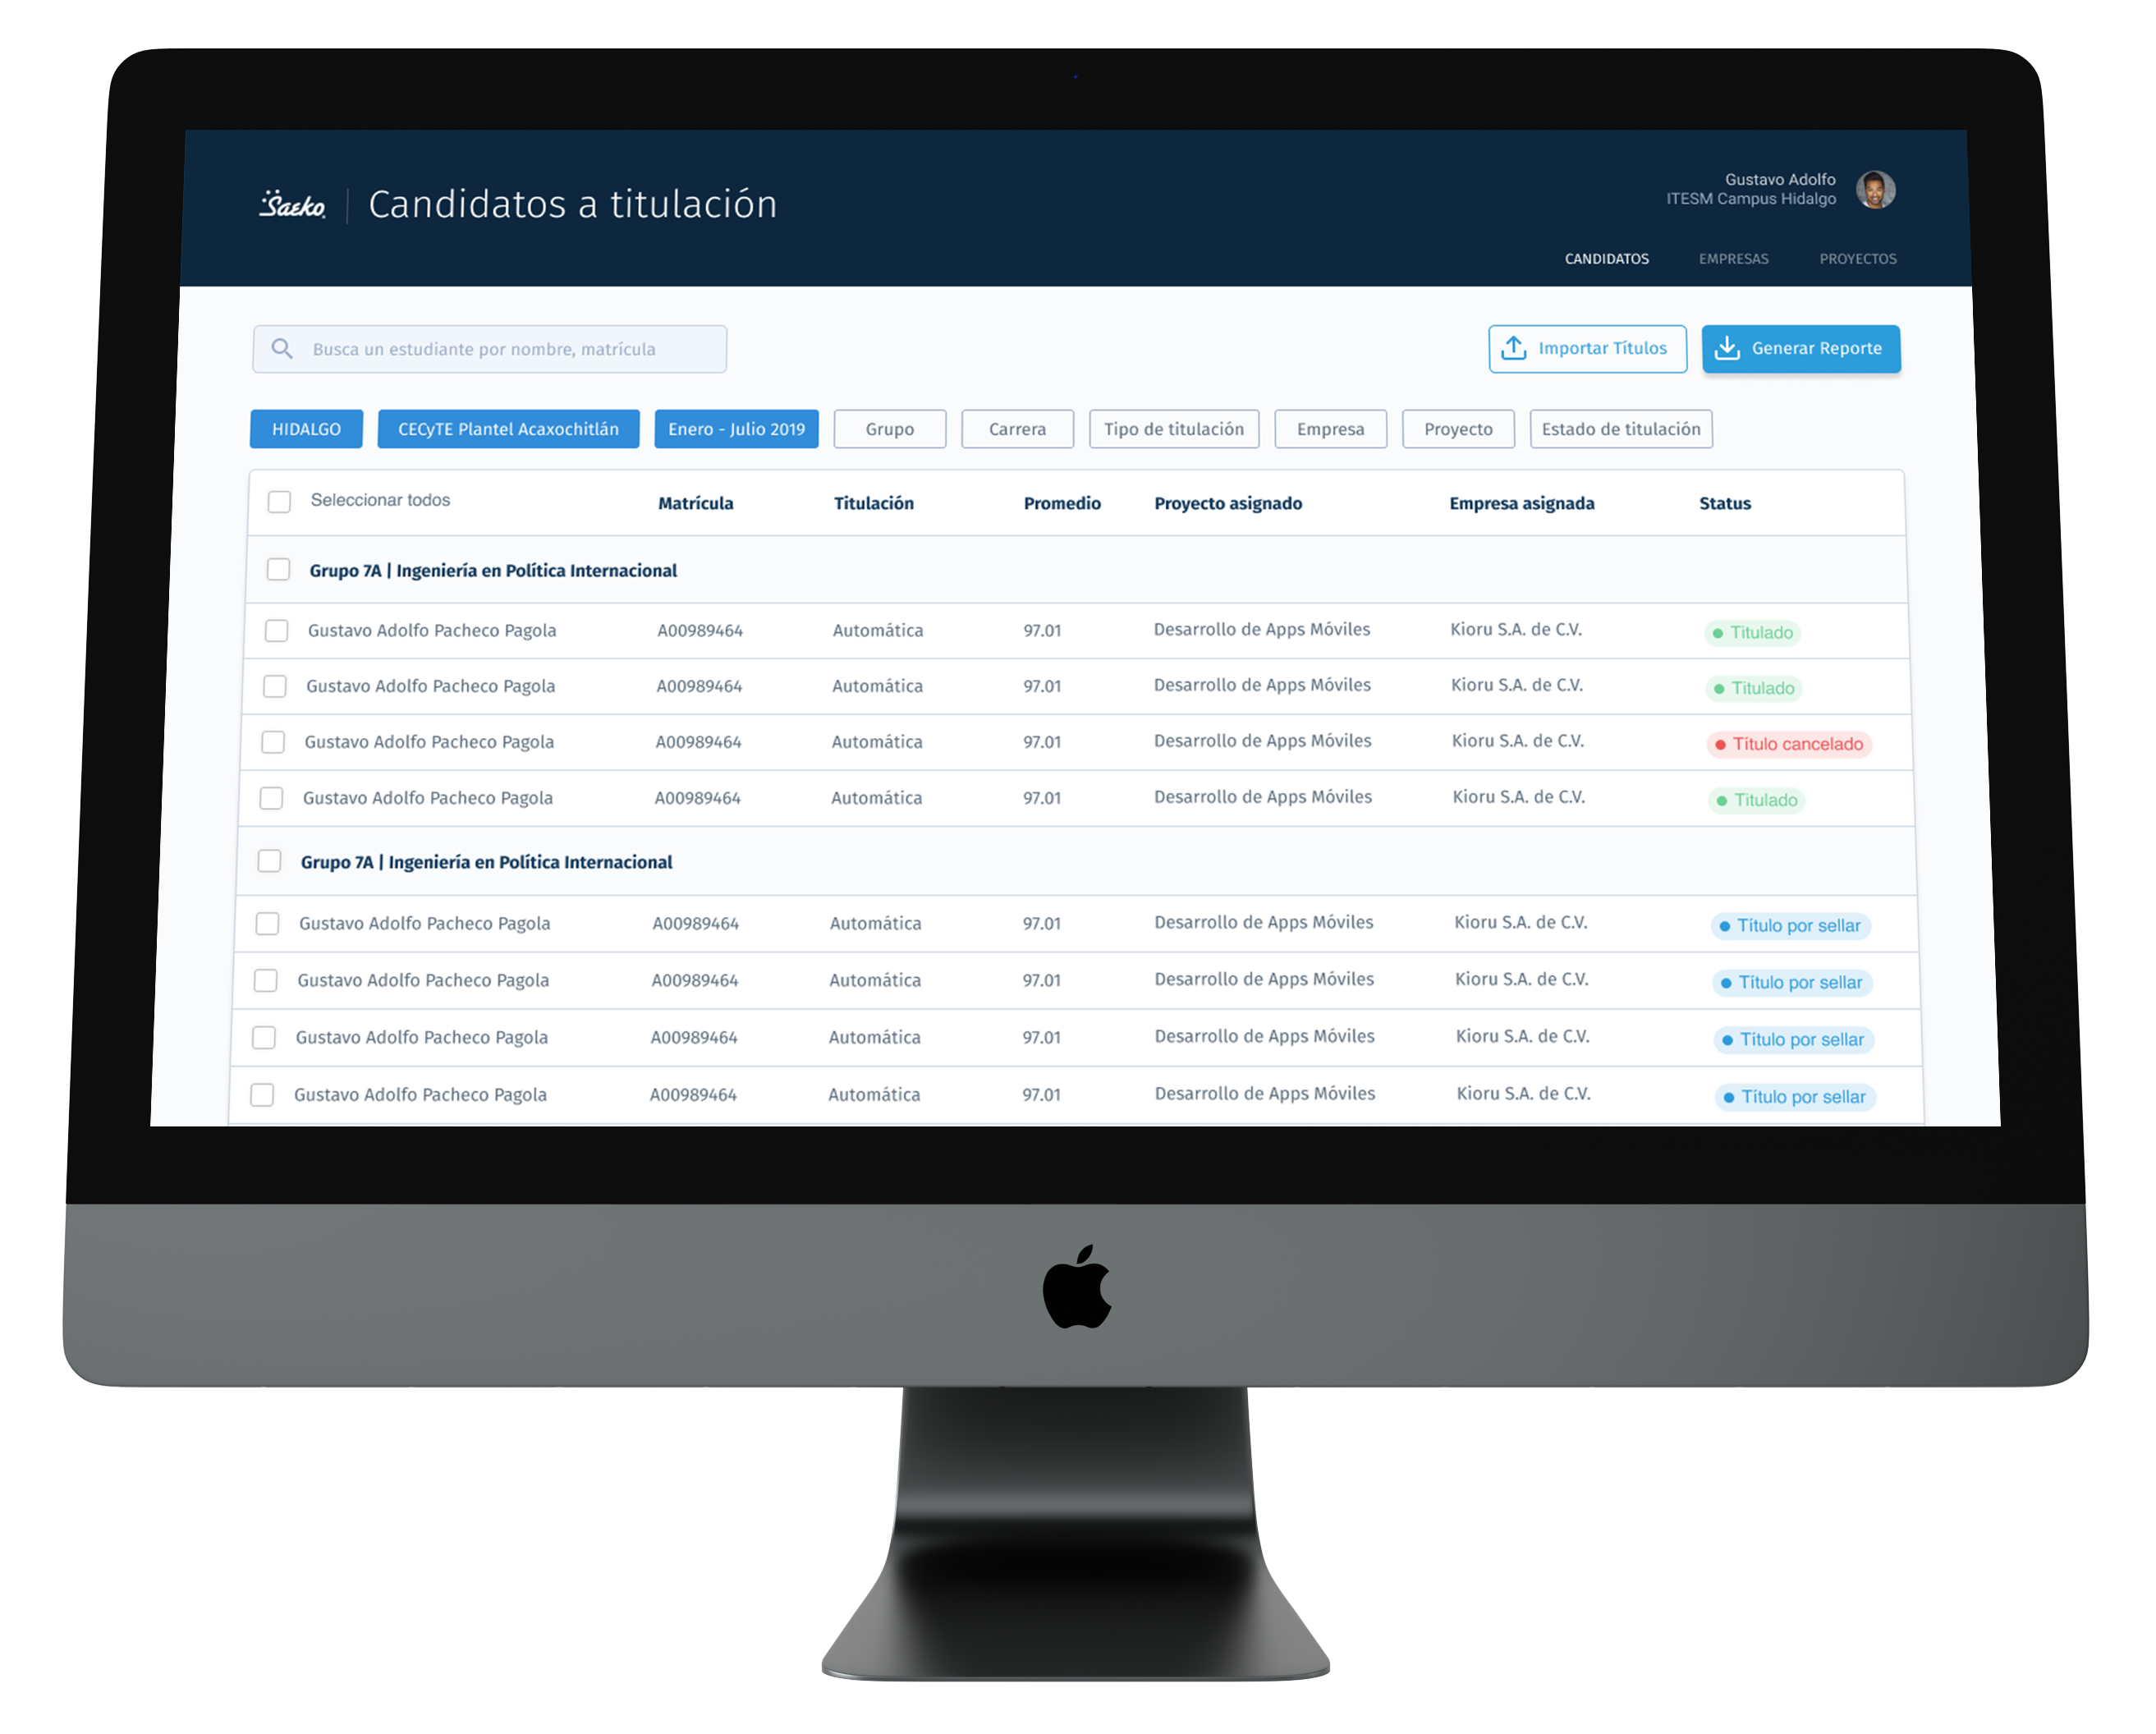 Saeko
Candidatos a titulación
Gustavo Adolfo
ITESM Campus Hidalgo
CANDIDATOS EMPRESAS PROYECTOS
Busca un estudiante por nombre, matrícula
Importar Títulos
Generar Reporte
HIDALGO CECyTE Plantel Acaxochitlán Enero - Julio 2019 Grupo Carrera Tipo de titulación Empresa Proyecto Estado de titulación
Seleccionar todos Matrícula Titulación Promedio Proyecto asignado Empresa asignada Status
Grupo 7A | Ingeniería en Política Internacional
Gustavo Adolfo Pacheco Pagola A00989464 Automática 97.01 Desarrollo de Apps Móviles Kioru S.A. de C.V. Titulado
Gustavo Adolfo Pacheco Pagola A00989464 Automática 97.01 Desarrollo de Apps Móviles Kioru S.A. de C.V. Titulado
Gustavo Adolfo Pacheco Pagola A00989464 Automática 97.01 Desarrollo de Apps Móviles Kioru S.A. de C.V. Título cancelado
Gustavo Adolfo Pacheco Pagola A00989464 Automática 97.01 Desarrollo de Apps Móviles Kioru S.A. de C.V. Titulado
Grupo 7A | Ingeniería en Política Internacional
Gustavo Adolfo Pacheco Pagola A00989464 Automática 97.01 Desarrollo de Apps Móviles Kioru S.A. de C.V. Título por sellar
Gustavo Adolfo Pacheco Pagola A00989464 Automática 97.01 Desarrollo de Apps Móviles Kioru S.A. de C.V. Título por sellar
Gustavo Adolfo Pacheco Pagola A00989464 Automática 97.01 Desarrollo de Apps Móviles Kioru S.A. de C.V. Título por sellar
Gustavo Adolfo Pacheco Pagola A00989464 Automática 97.01 Desarrollo de Apps Móviles Kioru S.A. de C.V. Título por sellar